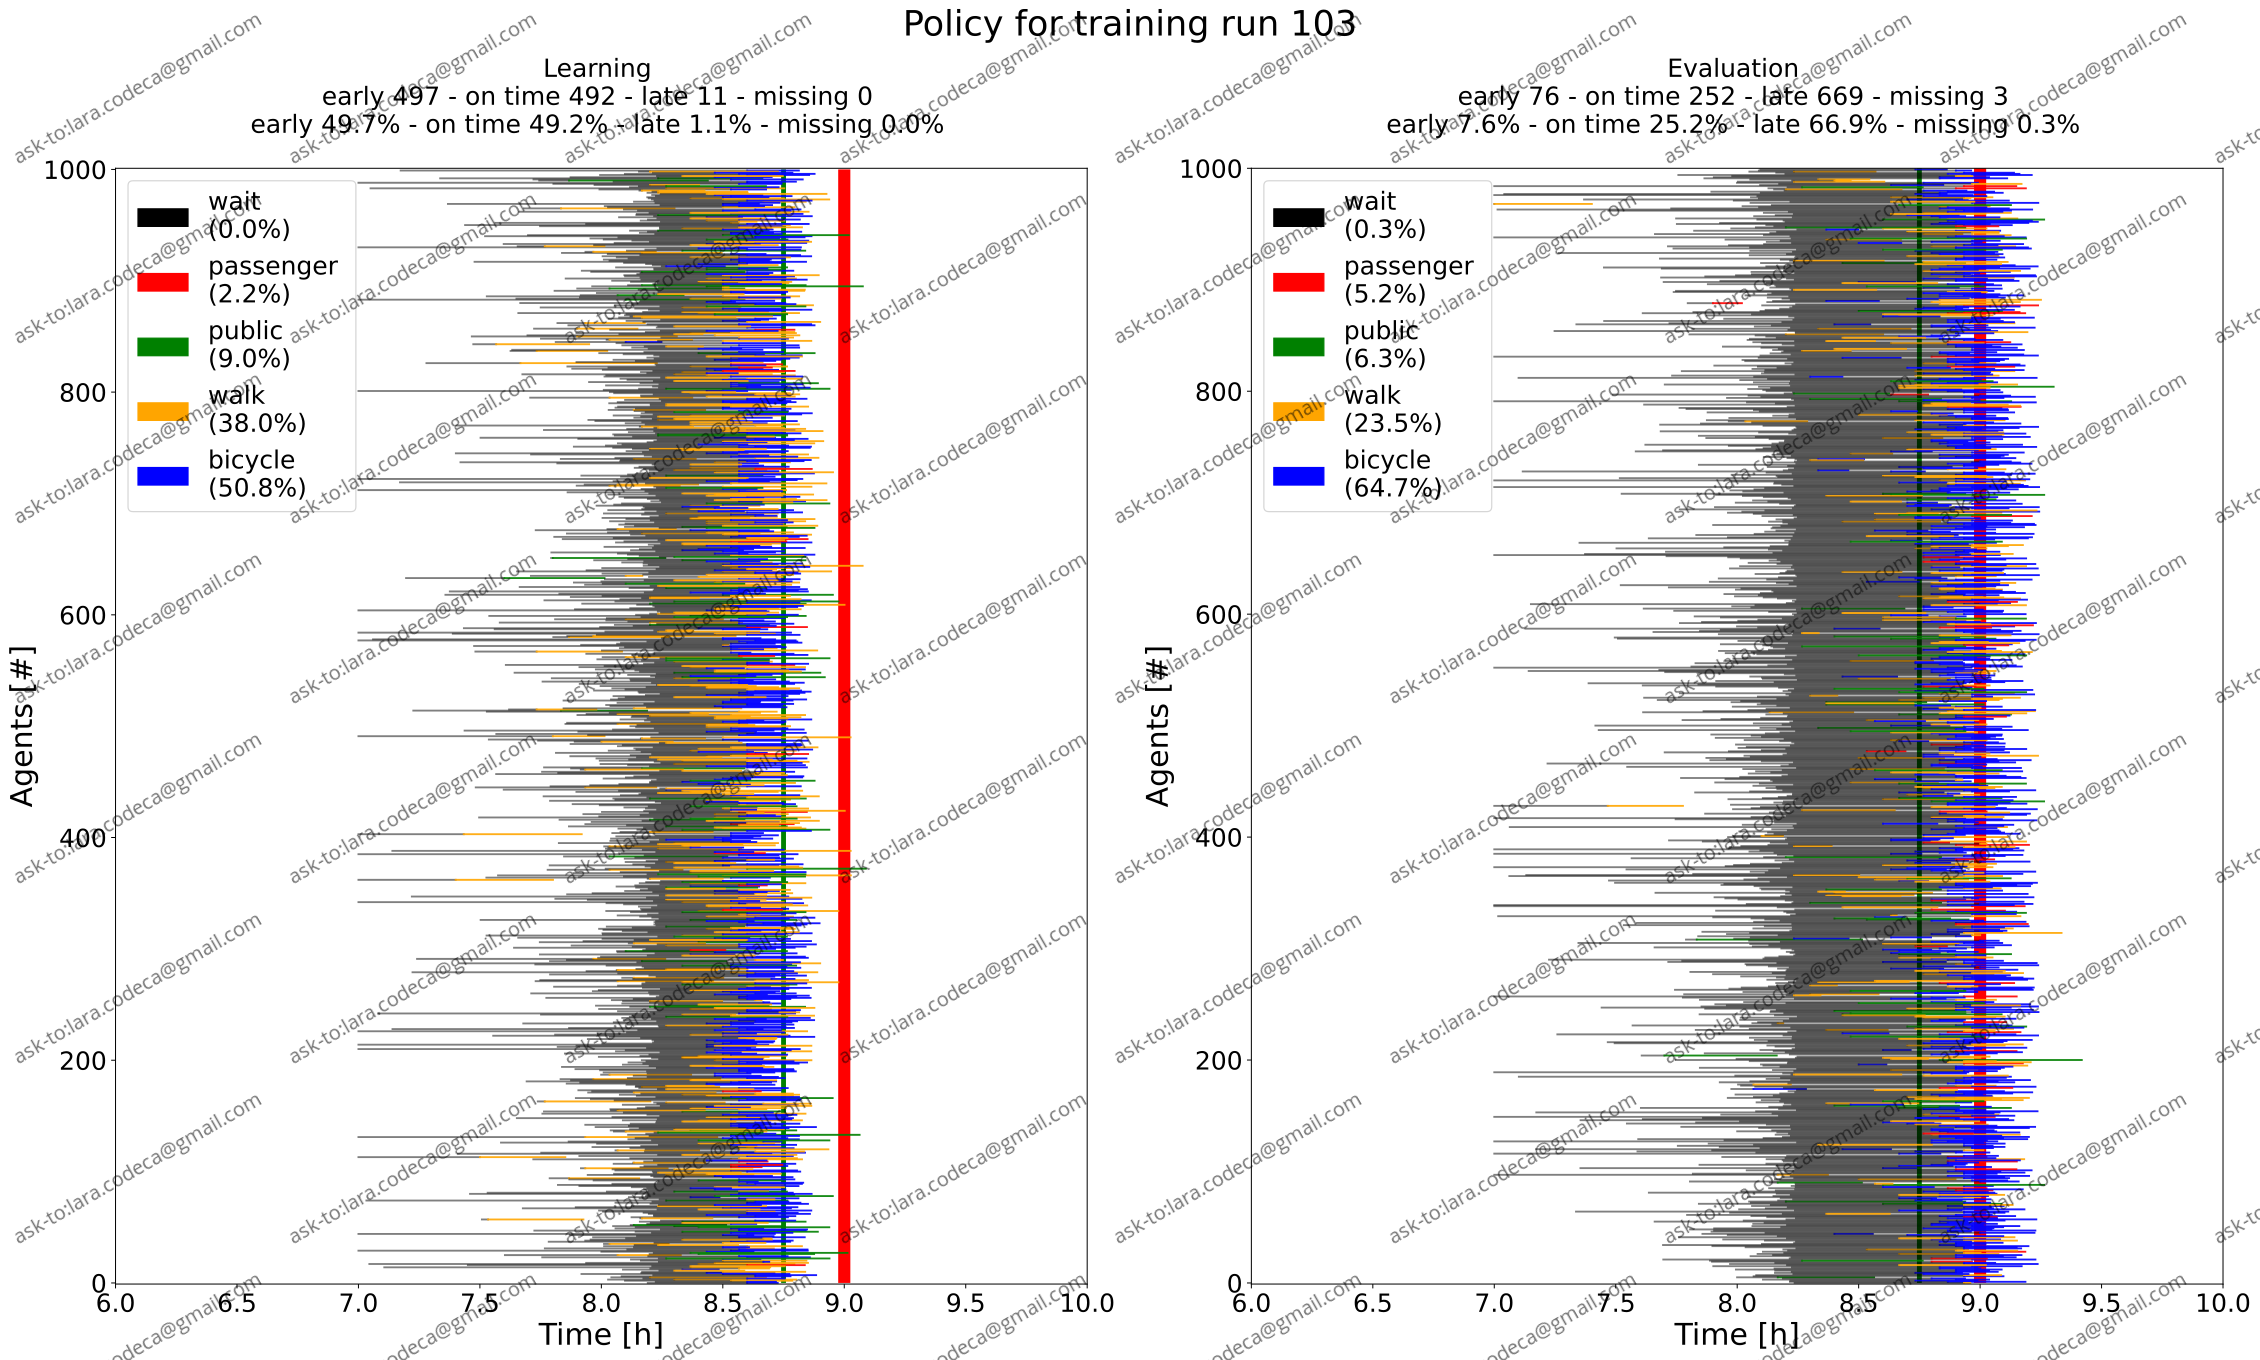 Policy for training run 103
Learning
early 497 - on time 492 - late 11 - missing 0
early 49.7% - on time 49.2% - late 1.1% - missing 0.0%
Evaluation
early 76 - on time 252 - late 669 - missing 3
early 7.6% - on time 25.2% - late 66.9% - missing 0.3%
Agents [#]
1000
800
600
400
200
0
wait
(0.0%)
passenger
(2.2%)
public
(9.0%)
walk
(38.0%)
bicycle
(50.8%)
6.0 6.5 7.0 7.5 8.0 8.5 9.0 9.5 10.0
Time [h]
Agents [#]
1000
800
600
400
200
0
wait
(0.3%)
passenger
(5.2%)
public
(6.3%)
walk
(23.5%)
bicycle
(64.7%)
6.0 6.5 7.0 7.5 8.0 8.5 9.0 9.5 10.0
Time [h]
ask-to:lara.codeca@gmail.com